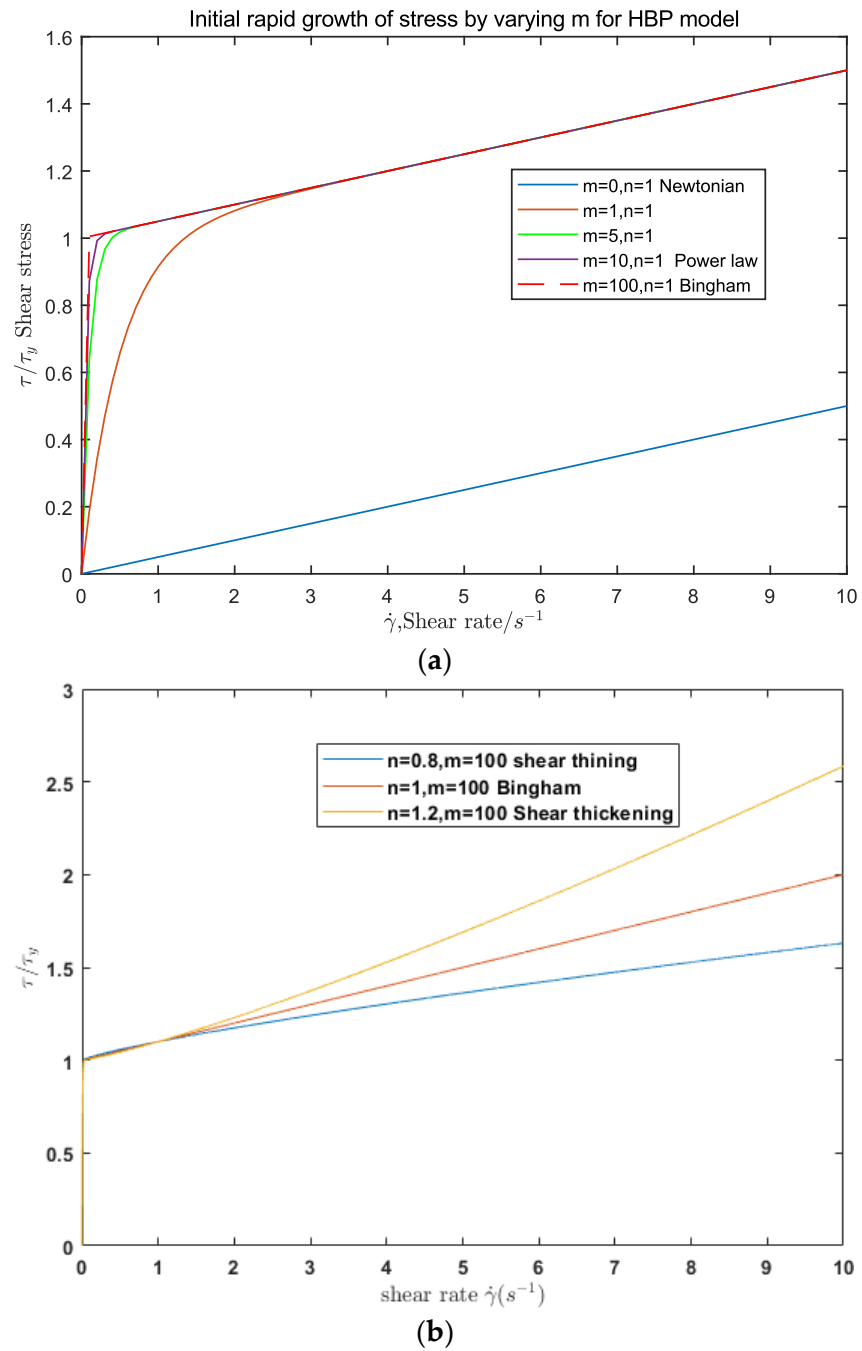 Initial rapid growth of stress by varying m for HBP model
1.6
1.4
1.2
1
0.8
0.6
0.4
0.2
0
τ/τy Shear stress
m=0,n=1 Newtonian
m=1,n=1
m=5,n=1
m=10,n=1 Power law
m=100,n=1 Bingham
0 1 2 3 4 5 6 7 8 9 10
γ̇,Shear rate/s⁻¹
(a)
3
2.5
2
1.5
1
0.5
0
τ/τy
n=0.8,m=100 shear thining
n=1,m=100 Bingham
n=1.2,m=100 Shear thickening
0 1 2 3 4 5 6 7 8 9 10
shear rate γ̇(s⁻¹)
(b)